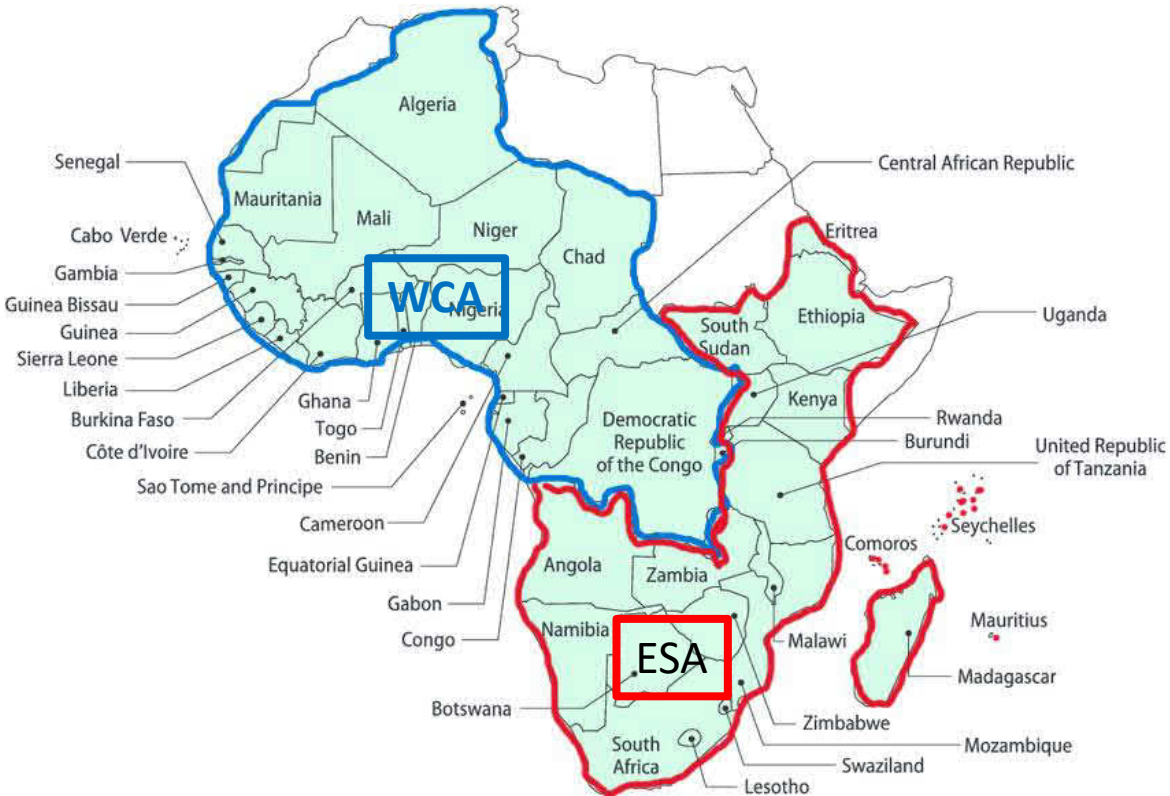 Algeria
Senegal
Central African Republic
Mauritania
Mali
Niger
Cabo Verde
Eritrea
Chad
Gambia
WCA
Guinea Bissau
Nigeria
Uganda
Guinea
South
Sudan
Ethiopia
Sierra Leone
Liberia
Ghana
Kenya
Burkina Faso
Democratic
Republic
of the Congo
Rwanda
Togo
Burundi
United Republic
of Tanzania
Côte d'Ivoire
Benin
Sao Tome and Principe
Cameroon
Seychelles
Comoros
Equatorial Guinea
Angola
Zambia
Gabon
Mauritius
Namibia
Congo
Malawi
ESA
Madagascar
Botswana
Zimbabwe
South
Africa
Mozambique
Swaziland
Lesotho